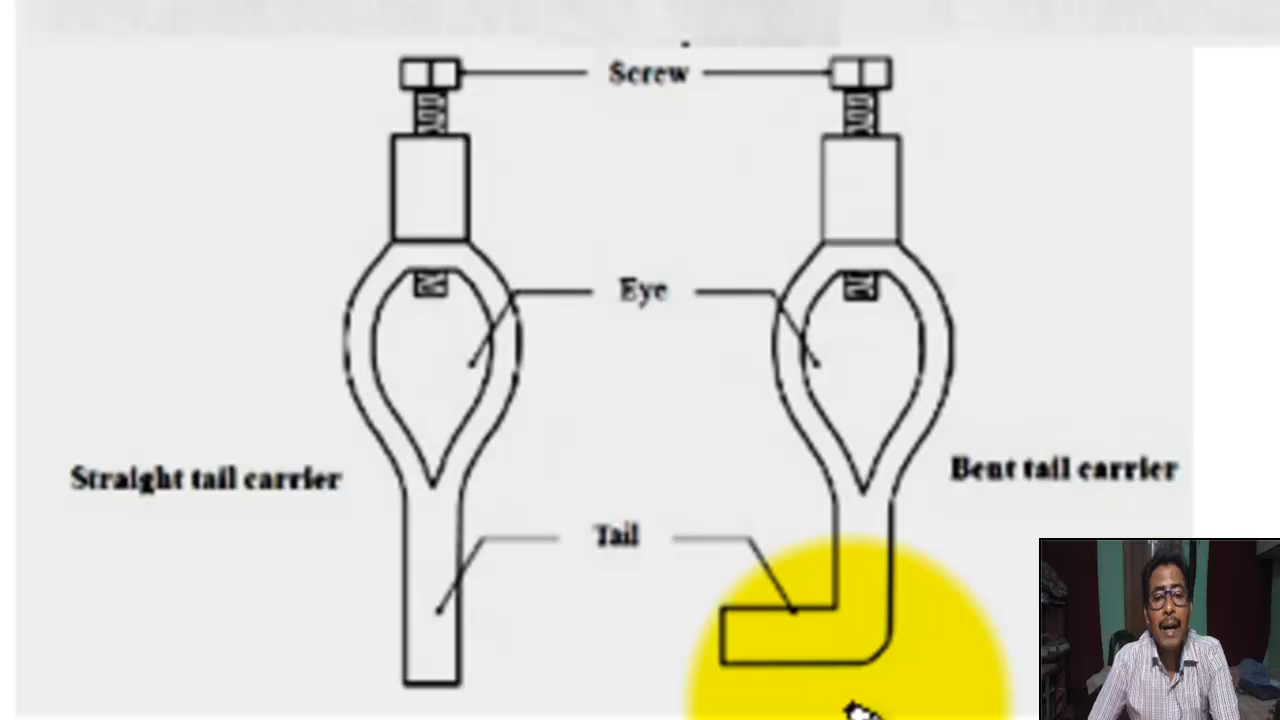 Screw
Eye
Straight tail carrier
Bent tail carrier
Tail